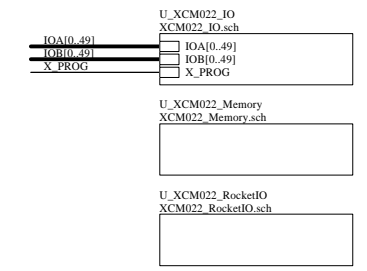 U_XCM022_IO
XCM022_IO.sch
IOA[0..49]
IOA[0..49]
IOB[0..49]
IOB[0..49]
X_PROG
X_PROG
U_XCM022_Memory
XCM022_Memory.sch
U_XCM022_RocketIO
XCM022_RocketIO.sch